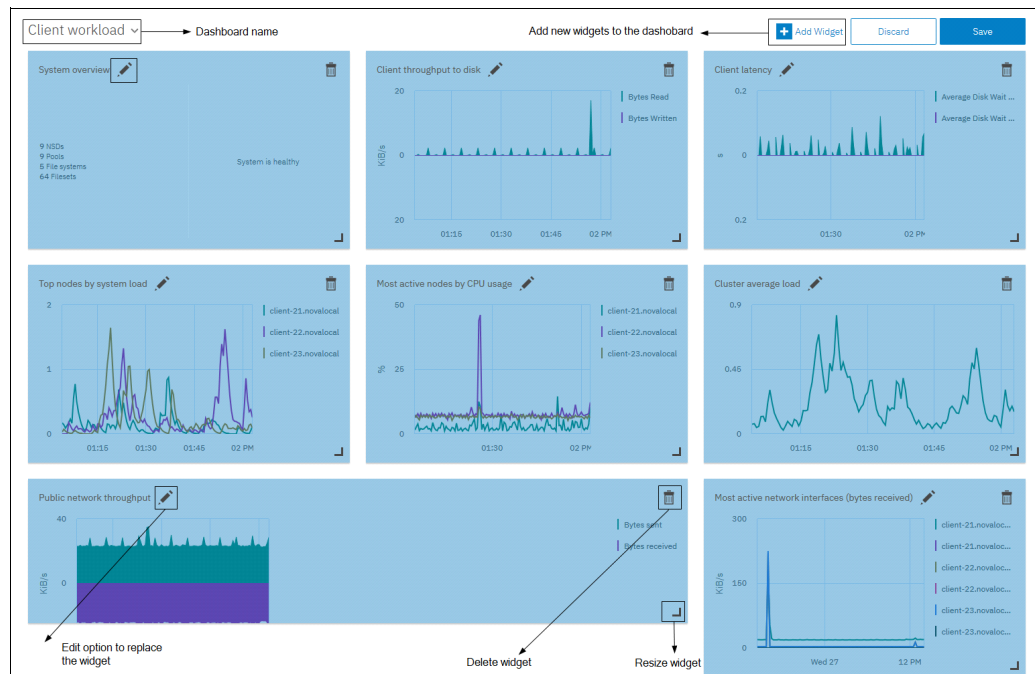 Client workload
Dashboard name
Add new widgets to the dashobard
Add Widget
Discard
Save
System overview
9 NSDs
9 Pools
5 File systems
64 Filesets
System is healthy
Client throughput to disk
20
0
20
KiB/s
01:15
01:30
01:45
02 PM
Bytes Read
Bytes Written
Client latency
0.2
0
0.2
s
01:30
02 PM
Average Disk Wait ...
Average Disk Wait ...
Top nodes by system load
2
1
0
01:15
01:30
01:45
02 PM
client-21.novalocal
client-22.novalocal
client-23.novalocal
Most active nodes by CPU usage
50
25
0
%
01:30
02 PM
client-21.novalocal
client-22.novalocal
client-23.novalocal
Cluster average load
0.9
0.46
0
01:15
01:30
01:45
02 PM
Public network throughput
40
0
KiB/s
Bytes sent
Bytes received
Most active network interfaces (bytes received)
300
150
0
KiB/s
Wed 27
12 PM
client-21.novaloc...
client-21.novaloc...
client-22.novaloc...
client-22.novaloc...
client-23.novaloc...
client-23.novaloc...
Edit option to replace
the widget
Delete widget
Resize widget